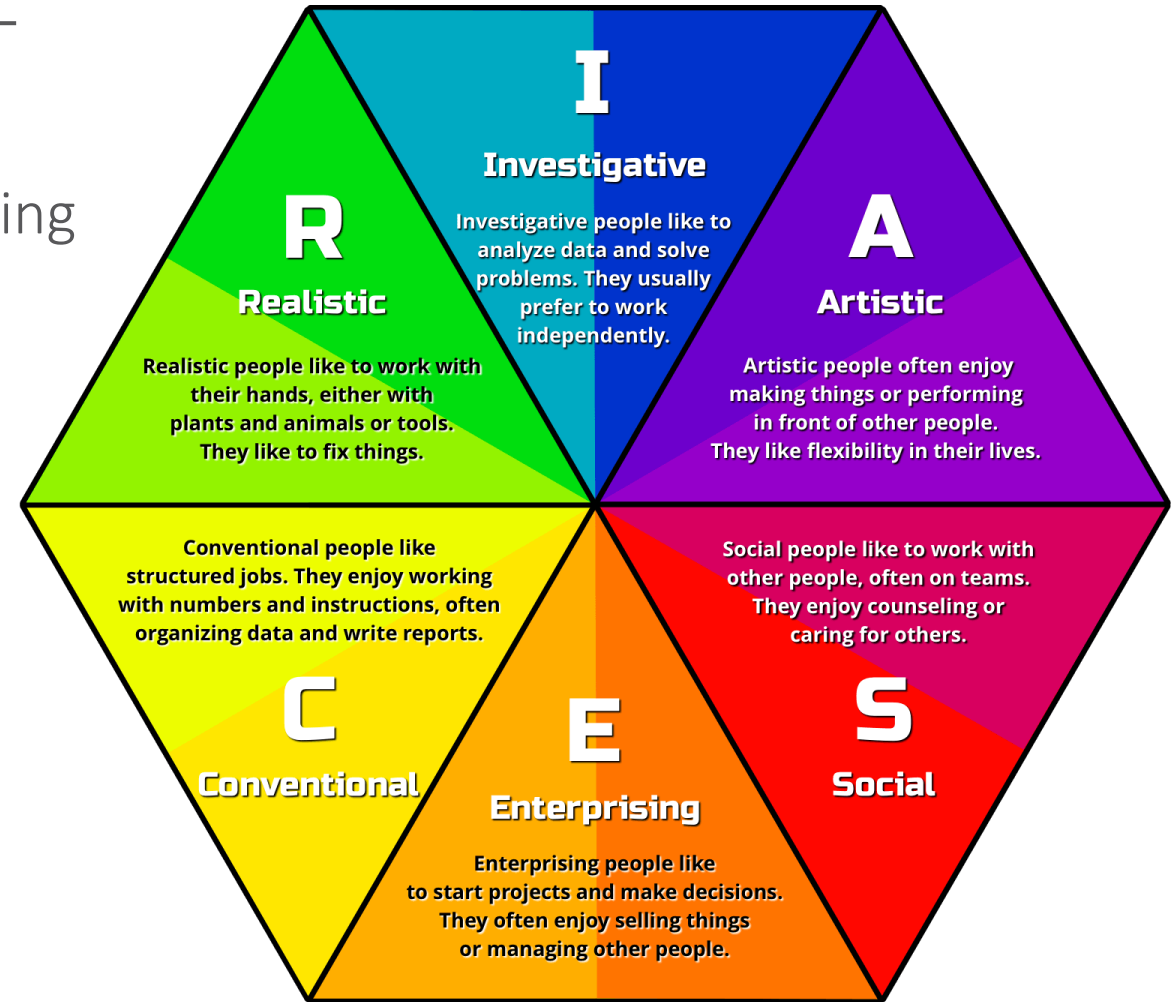 ing
I
Investigative
Investigative people like to
analyze data and solve
problems. They usually
prefer to work
independently.
R
Realistic
Realistic people like to work with
their hands, either with
plants and animals or tools.
They like to fix things.
A
Artistic
Artistic people often enjoy
making things or performing
in front of other people.
They like flexibility in their lives.
Conventional people like
structured jobs. They enjoy working
with numbers and instructions, often
organizing data and write reports.
C
Conventional
E
Enterprising
Enterprising people like
to start projects and make decisions.
They often enjoy selling things
or managing other people.
Social people like to work with
other people, often on teams.
They enjoy counseling or
caring for others.
S
Social